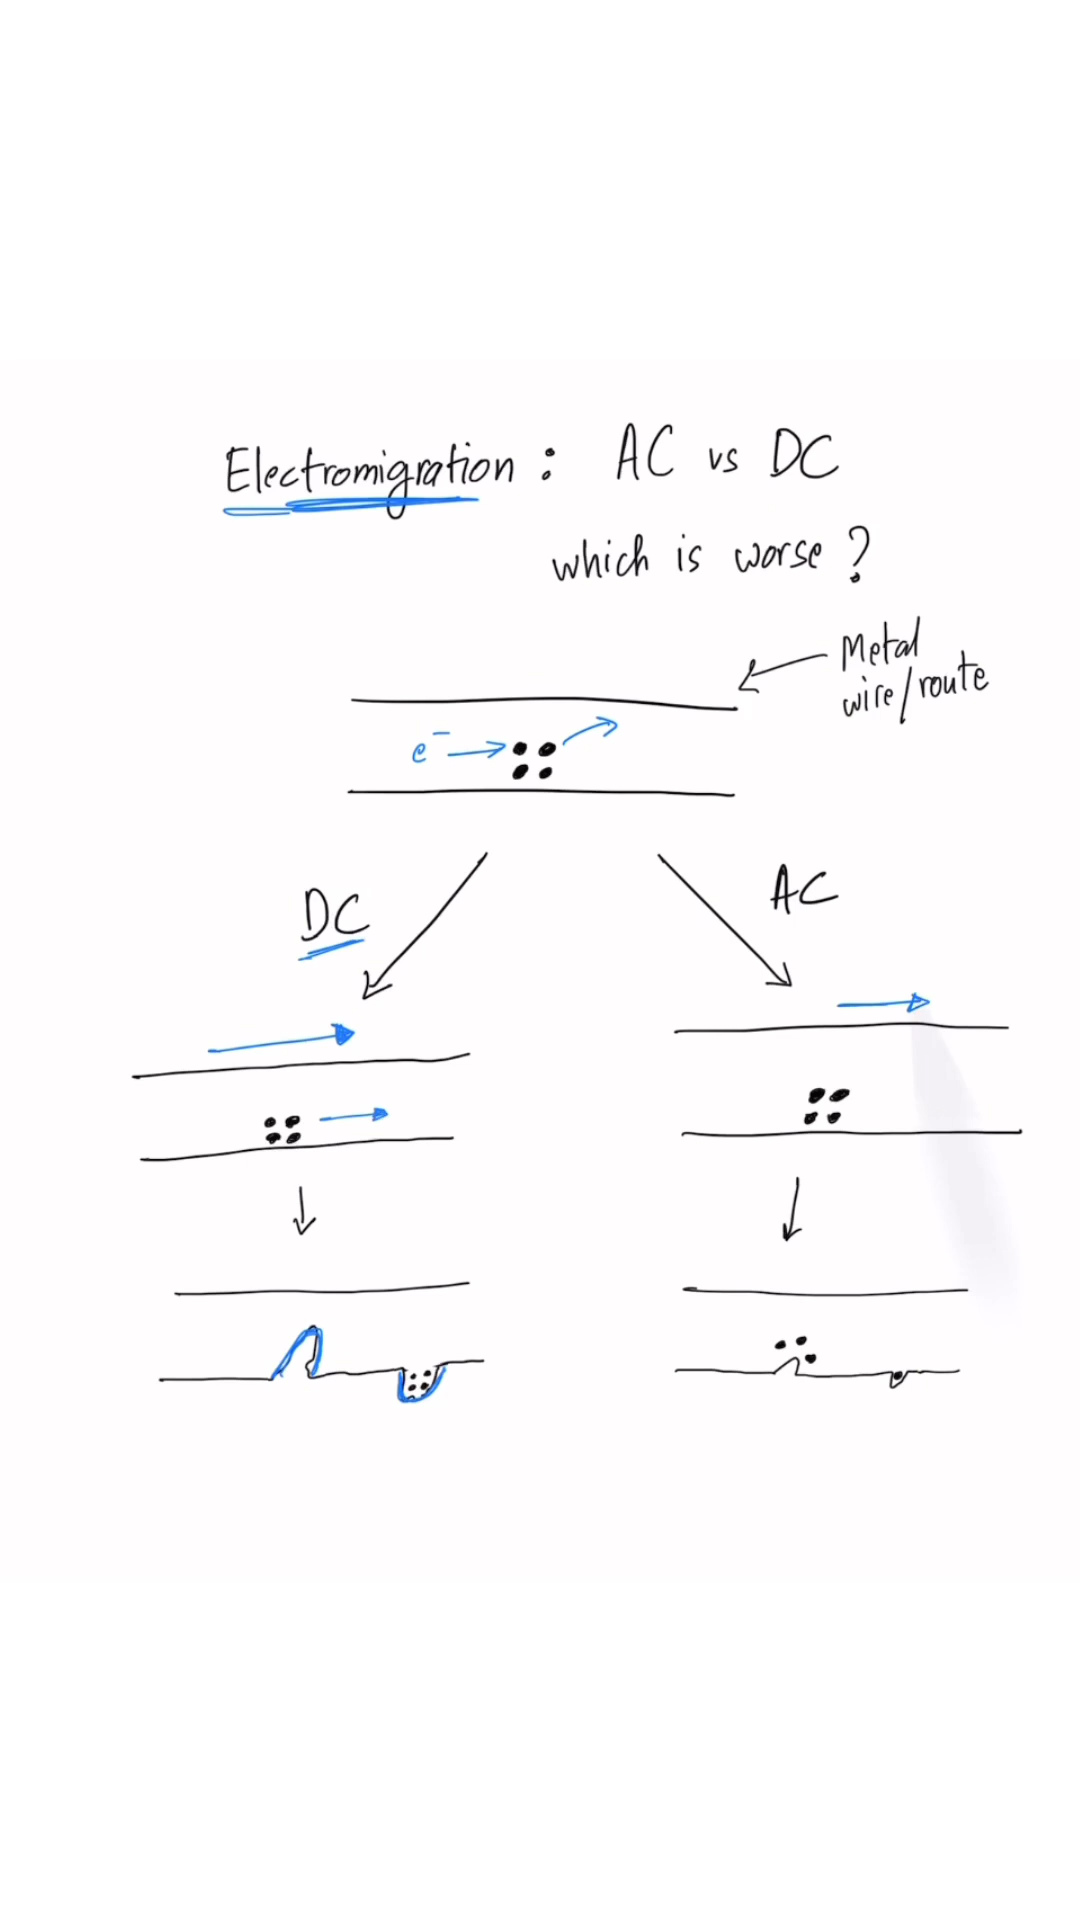 Electromigration : AC vs DC
which is worse ?
Metal
wire/route
e⁻
DC
AC